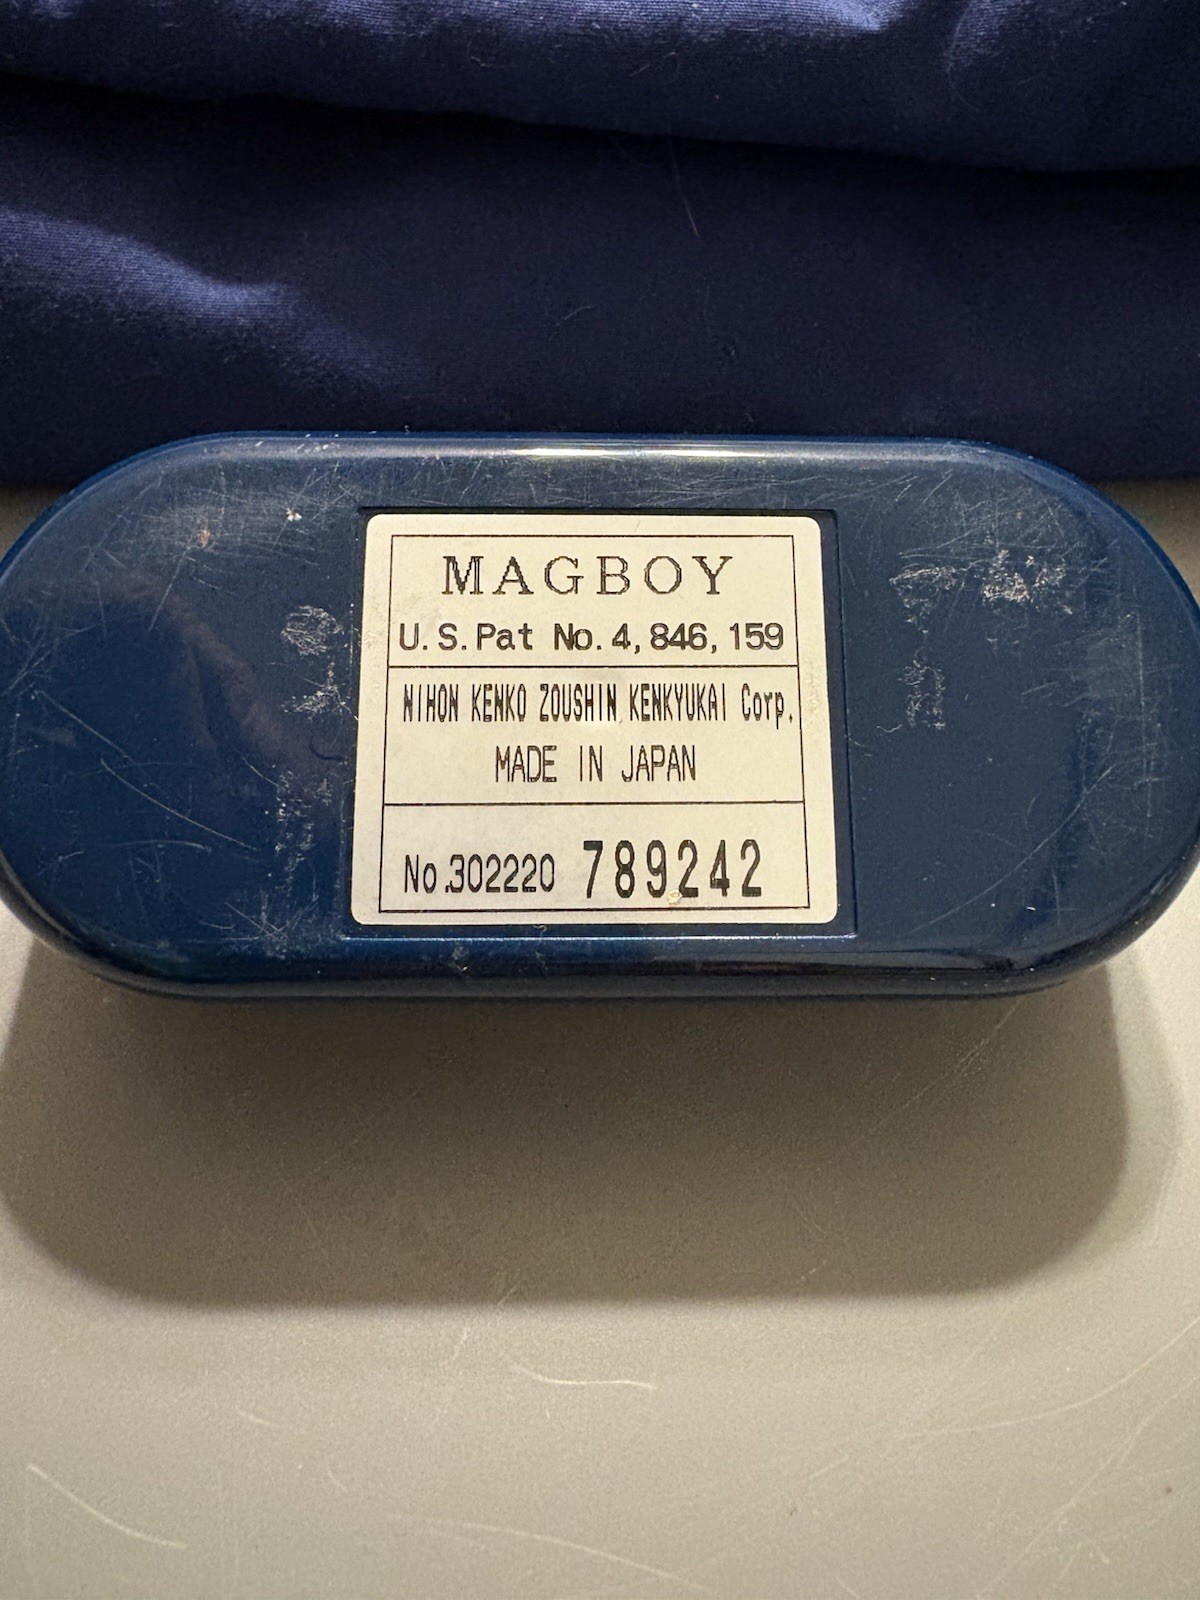 MAGBOY
U.S.Pat No.4,846,159
NIHON KENKO ZOUSHIN KENKYUKAI Corp.
MADE IN JAPAN
No.302220 789242